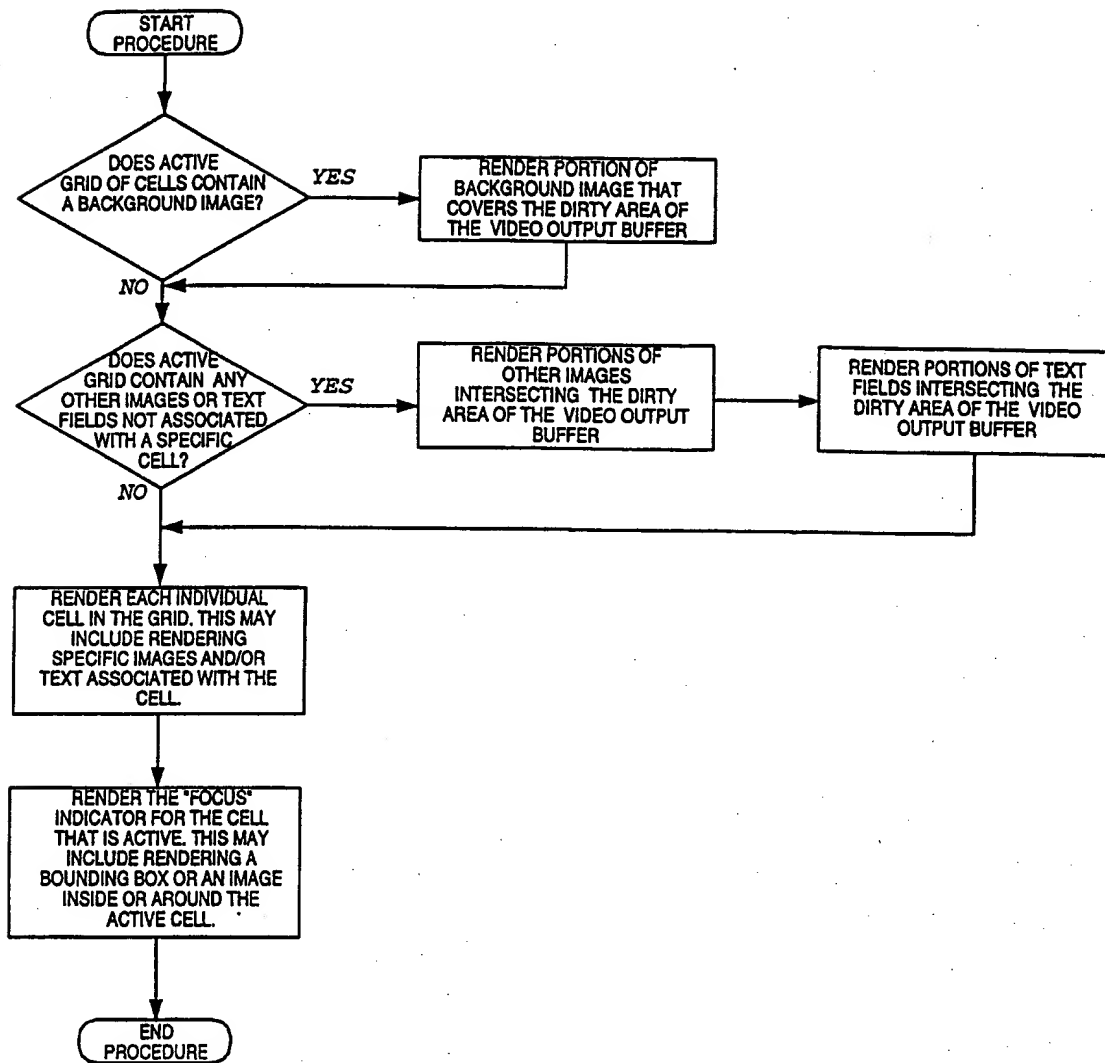 START
PROCEDURE
DOES ACTIVE
GRID OF CELLS CONTAIN
A BACKGROUND IMAGE?
YES
RENDER PORTION OF
BACKGROUND IMAGE THAT
COVERS THE DIRTY AREA OF
THE VIDEO OUTPUT BUFFER
NO
DOES ACTIVE
GRID CONTAIN ANY
OTHER IMAGES OR TEXT
FIELDS NOT ASSOCIATED
WITH A SPECIFIC
CELL?
YES
RENDER PORTIONS OF
OTHER IMAGES
INTERSECTING THE DIRTY
AREA OF THE VIDEO OUTPUT
BUFFER
RENDER PORTIONS OF TEXT
FIELDS INTERSECTING THE
DIRTY AREA OF THE VIDEO
OUTPUT BUFFER
NO
RENDER EACH INDIVIDUAL
CELL IN THE GRID. THIS MAY
INCLUDE RENDERING
SPECIFIC IMAGES AND/OR
TEXT ASSOCIATED WITH THE
CELL.
RENDER THE "FOCUS"
INDICATOR FOR THE CELL
THAT IS ACTIVE. THIS MAY
INCLUDE RENDERING A
BOUNDING BOX OR AN IMAGE
INSIDE OR AROUND THE
ACTIVE CELL.
END
PROCEDURE